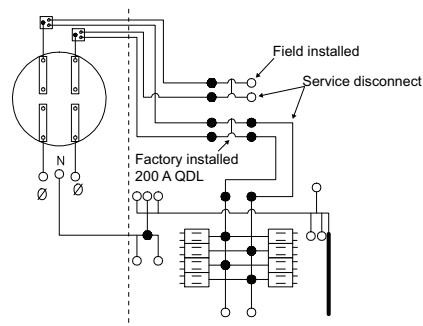 Field installed
Service disconnect
Factory installed
200 A QDL
N
Ø
Ø